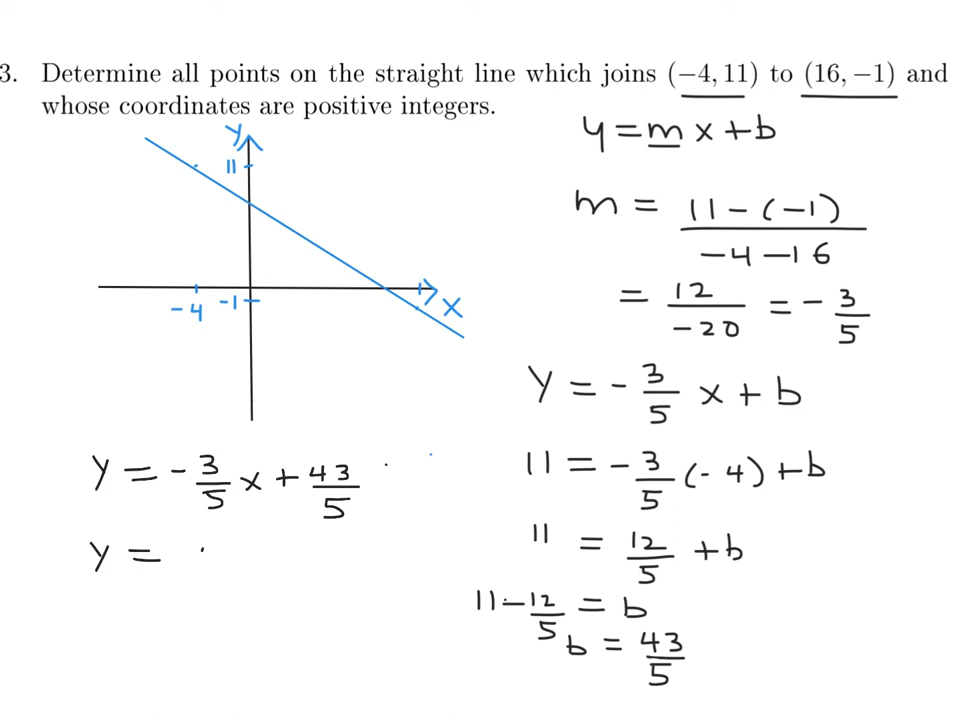 3. Determine all points on the straight line which joins (−4, 11) to (16, −1) and
whose coordinates are positive integers.
y = mx + b
y
11
-4
-1
x
m = 11 - (-1) / -4 - 16
= 12 / -20 = - 3/5
y = - 3/5 x + b
11 = - 3/5 (-4) + b
11 = 12/5 + b
11 - 12/5 = b
b = 43/5
y = - 3/5 x + 43/5
y =